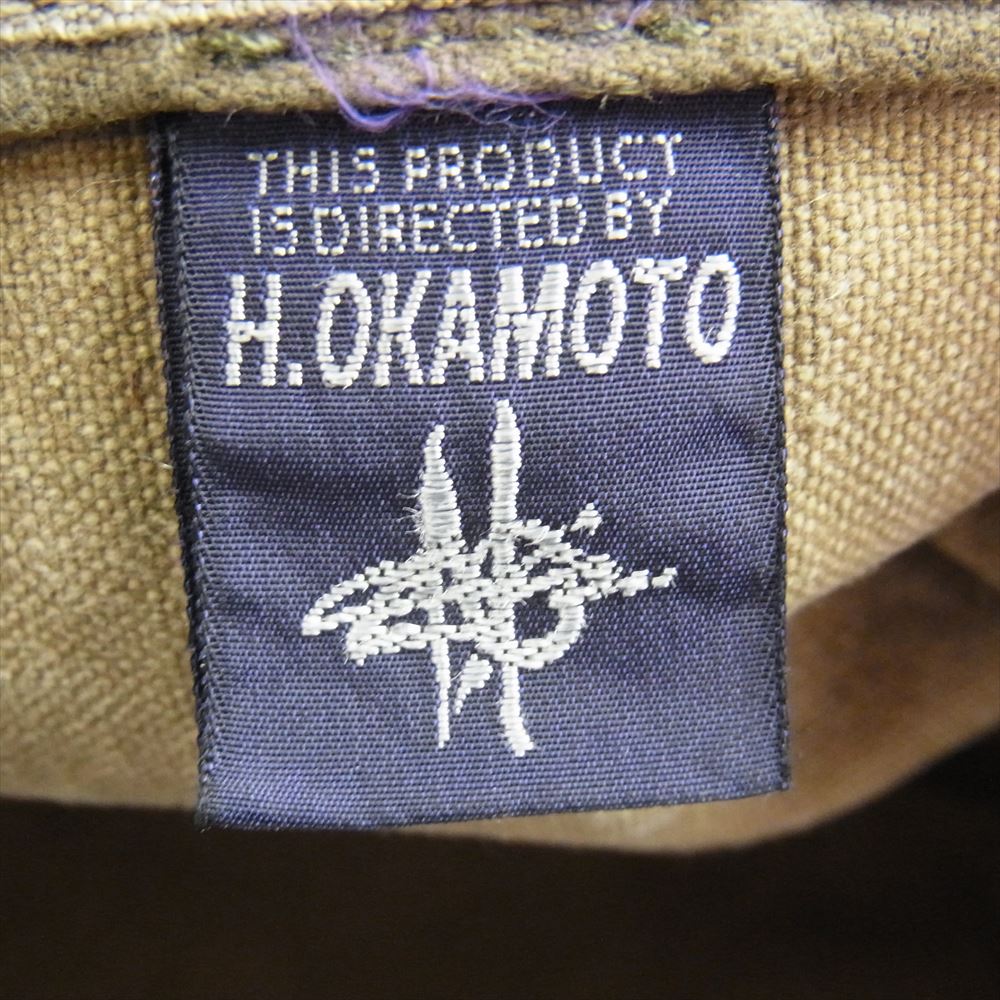 THIS PRODUCT
IS DIRECTED BY
H.OKAMOTO